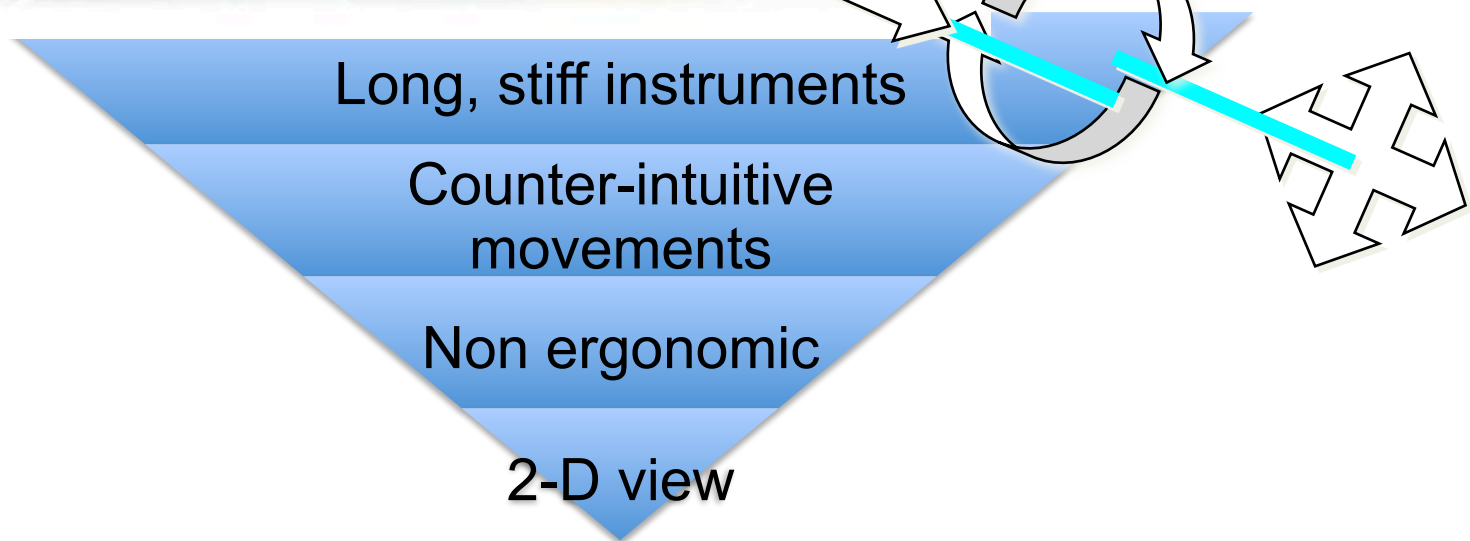 Long, stiff instruments
Counter-intuitive
movements
Non ergonomic
2-D view